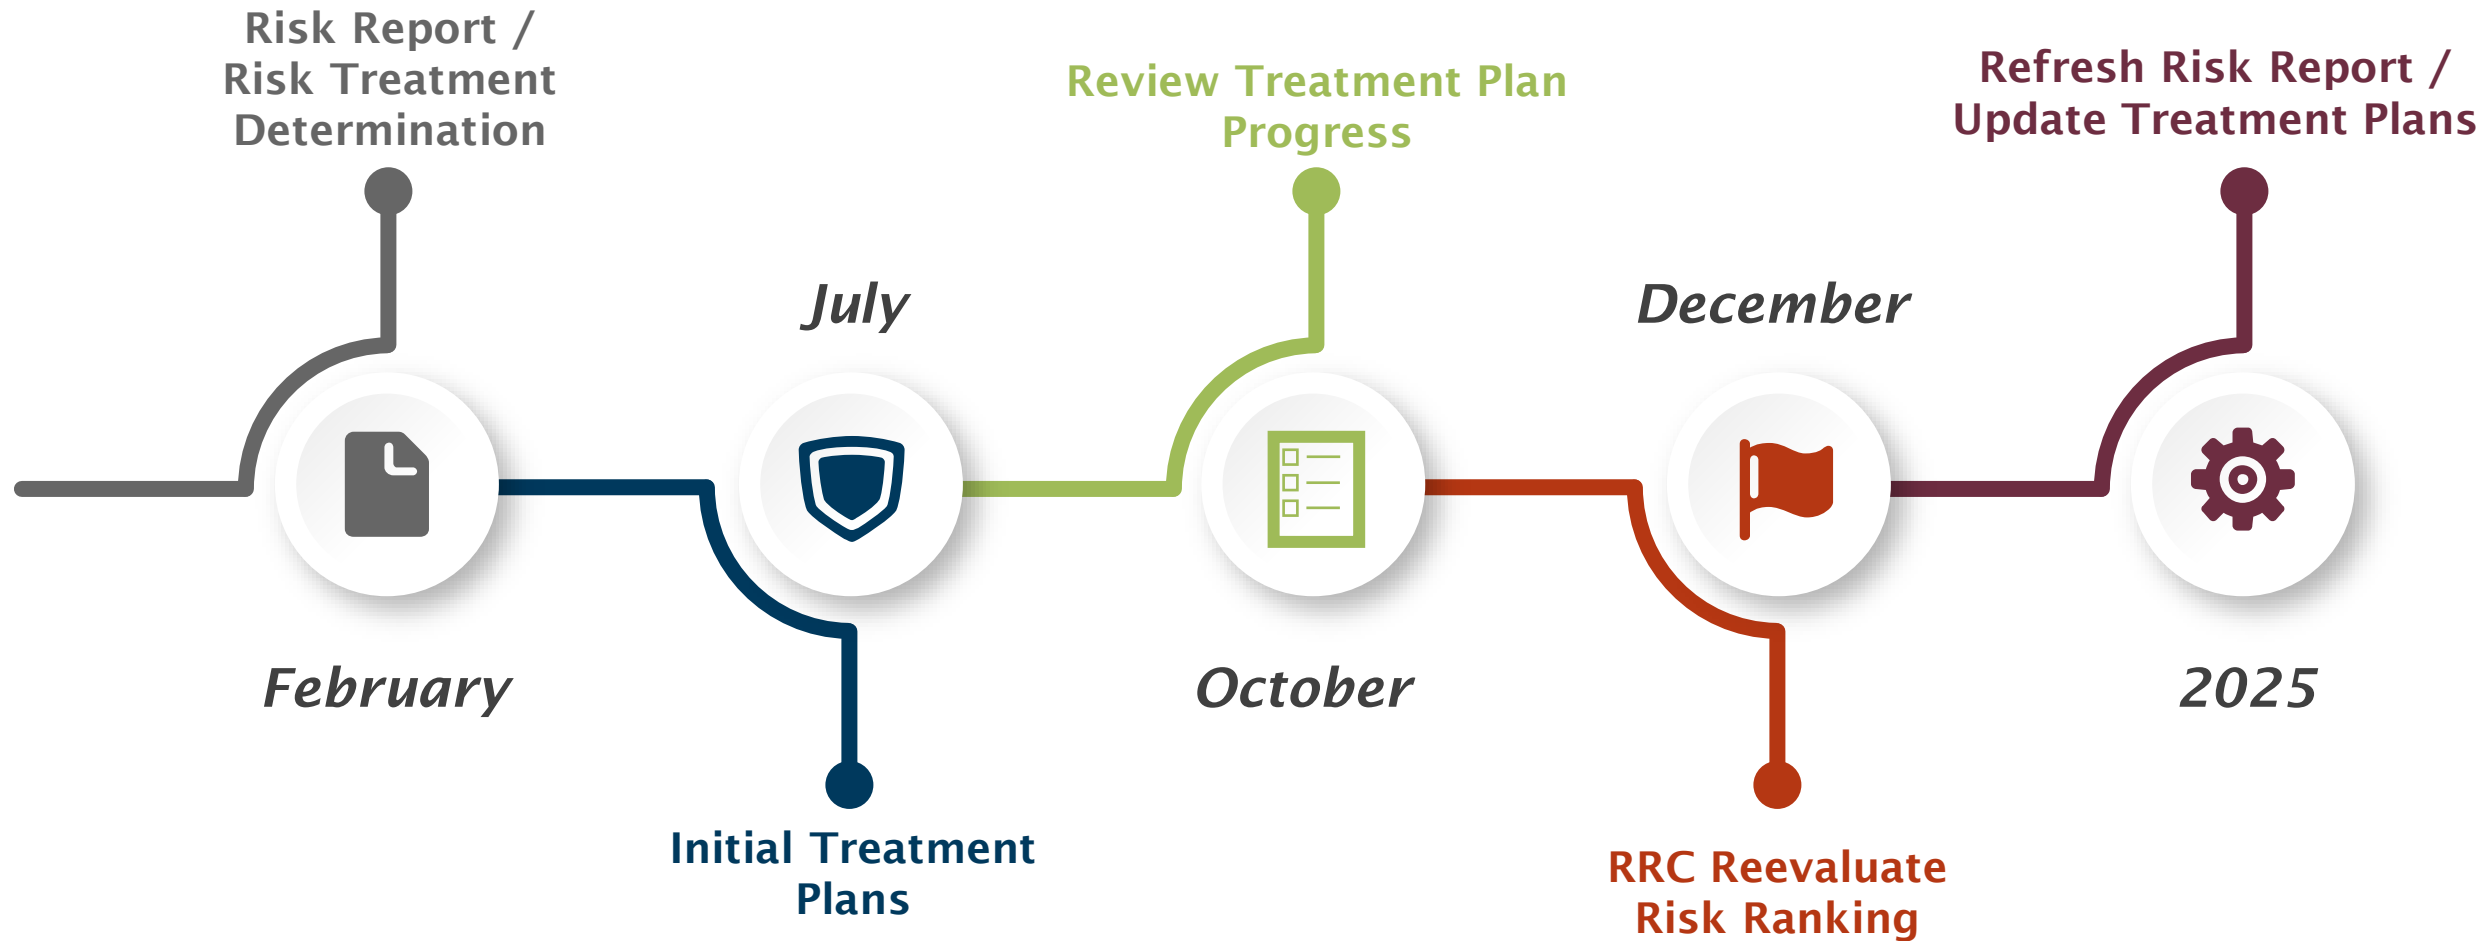 Risk Report /
Risk Treatment
Determination
February
July
Initial Treatment
Plans
Review Treatment Plan
Progress
October
December
RRC Reevaluate
Risk Ranking
Refresh Risk Report /
Update Treatment Plans
2025